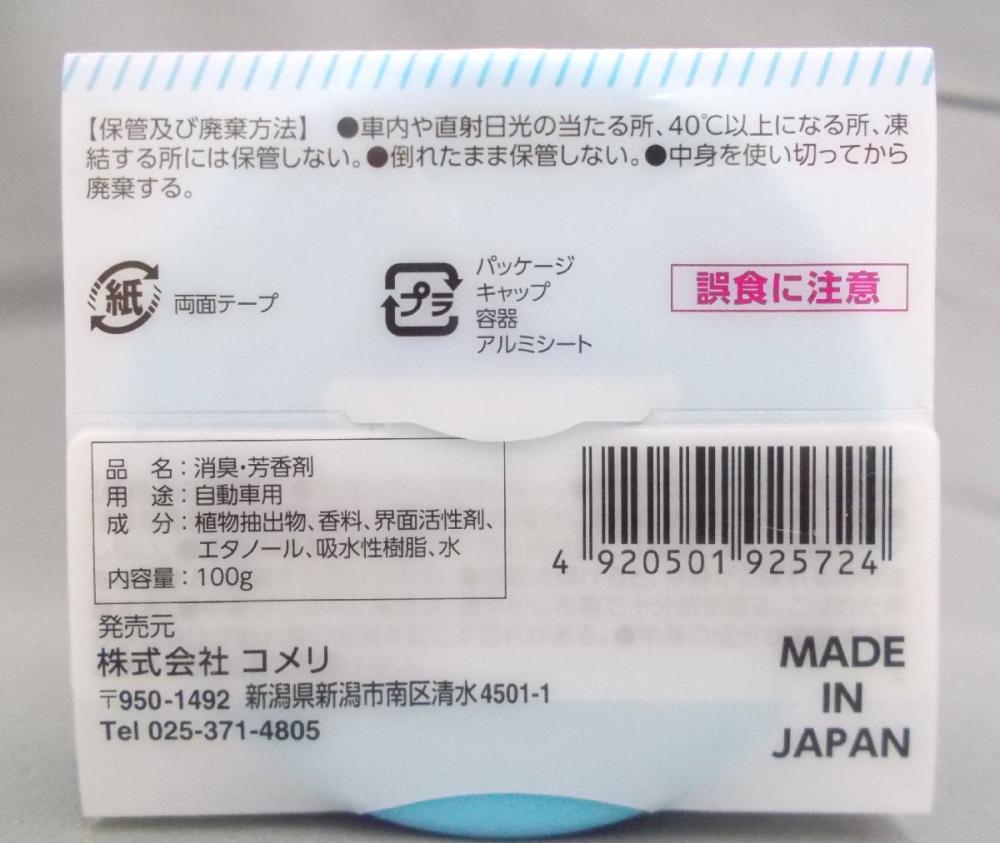 【保管及び廃棄方法】 ●車内や直射日光の当たる所、40℃以上になる所、凍
結する所には保管しない。●倒れたまま保管しない。●中身を使い切ってから
廃棄する。
紙 両面テープ
プラ
パッケージ
キャップ
容器
アルミシート
誤食に注意
品 名：消臭・芳香剤
用 途：自動車用
成 分：植物抽出物、香料、界面活性剤、
エタノール、吸水性樹脂、水
内容量：100g
4 920501 925724
発売元
株式会社 コメリ
〒950-1492 新潟県新潟市南区清水4501-1
Tel 025-371-4805
MADE
IN
JAPAN